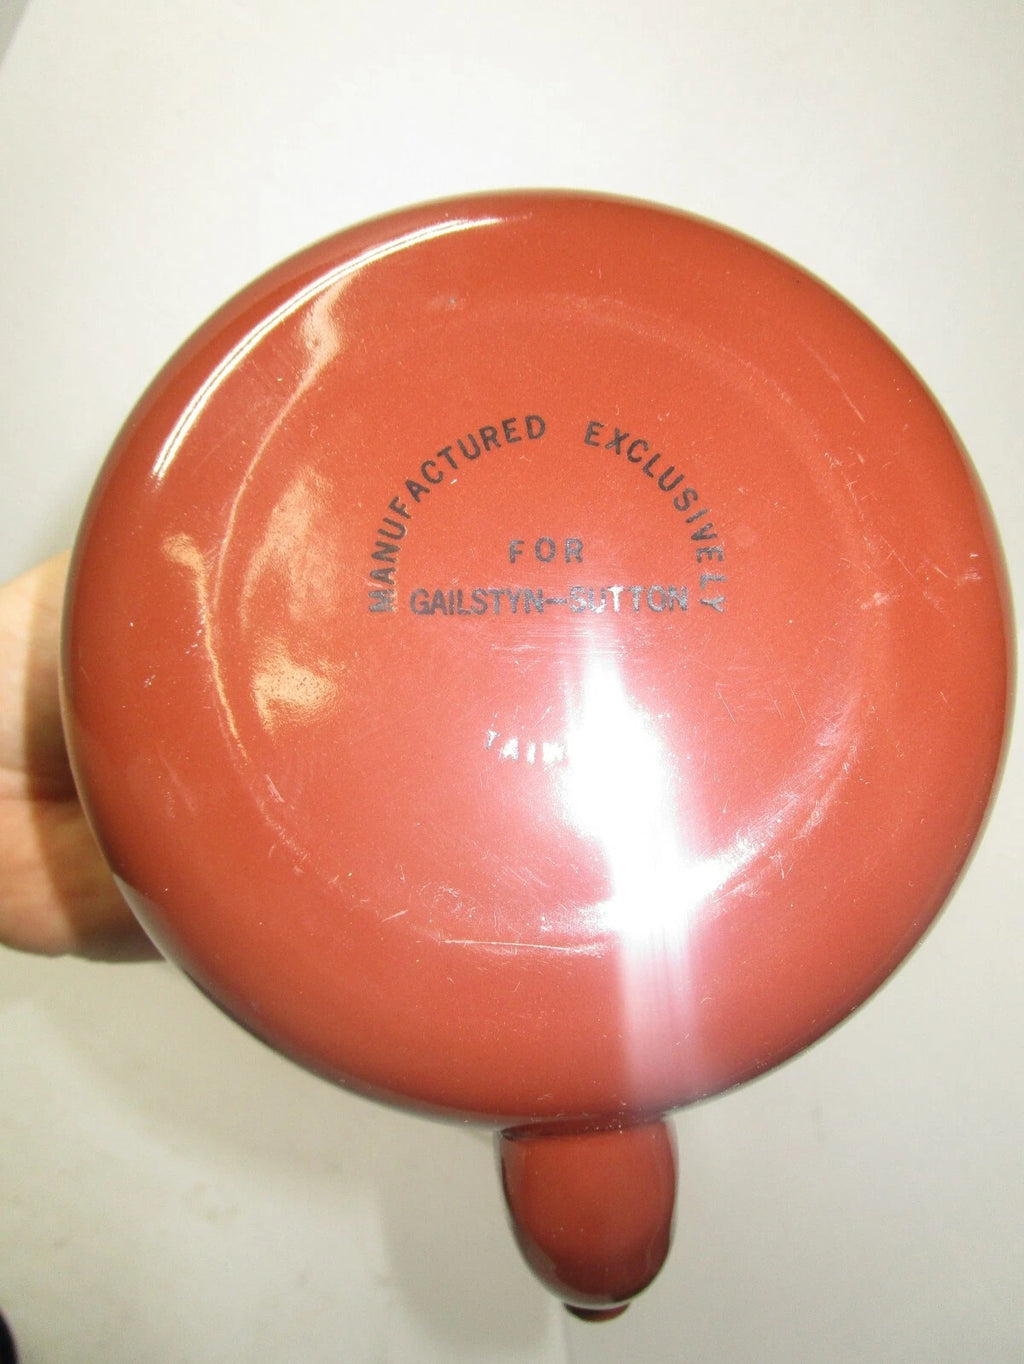 MANUFACTURED EXCLUSIVELY
FOR
GAILSTYN-SUTTON